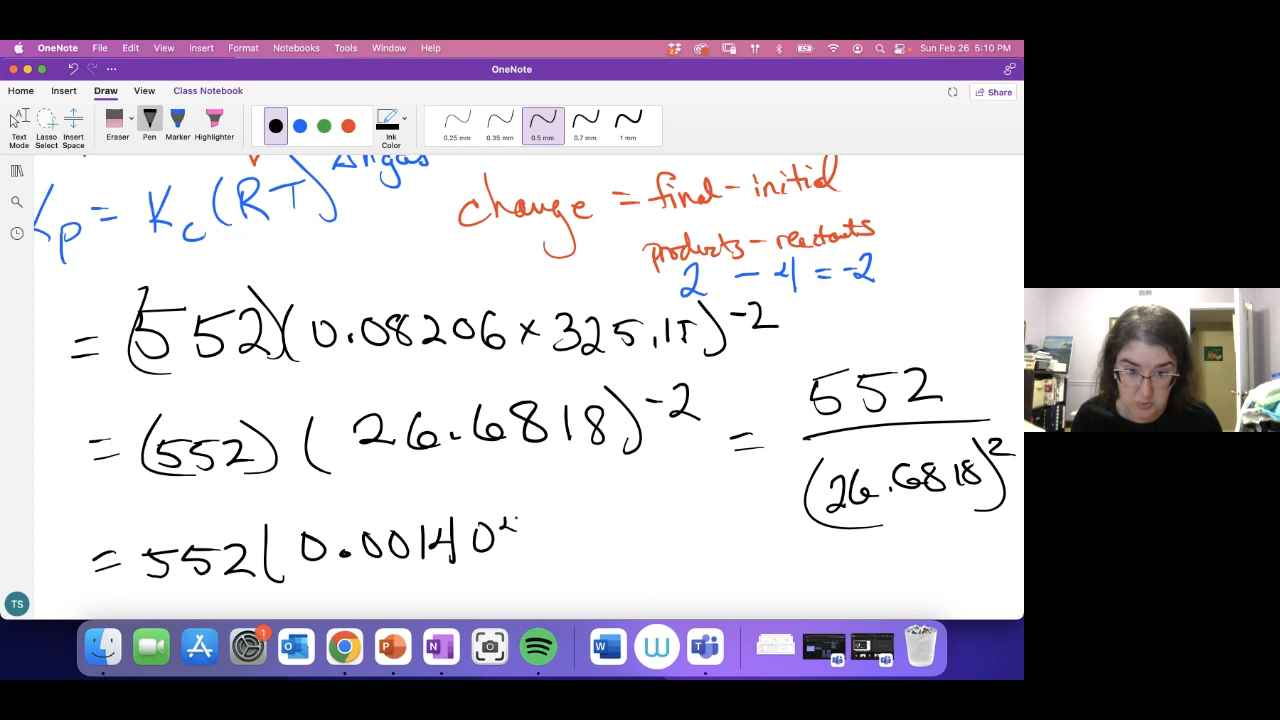 OneNote File Edit View Insert Format Notebooks Tools Window Help Sun Feb 26 5:10 PM
OneNote
Home Insert Draw View Class Notebook Share
Text Mode Lasso Select Insert Space Eraser Pen Marker Highlighter Ink Color 0.25 mm 0.35 mm 0.5 mm 0.7 mm 1 mm
Kp = Kc (RT)^Δngas
change = final - initial
products - reactants
2 - 4 = -2
= (552)(0.08206 × 325.15)^-2
= (552) (26.6818)^-2 = 552 / (26.6818)^2
= 552(0.00140
TS
1